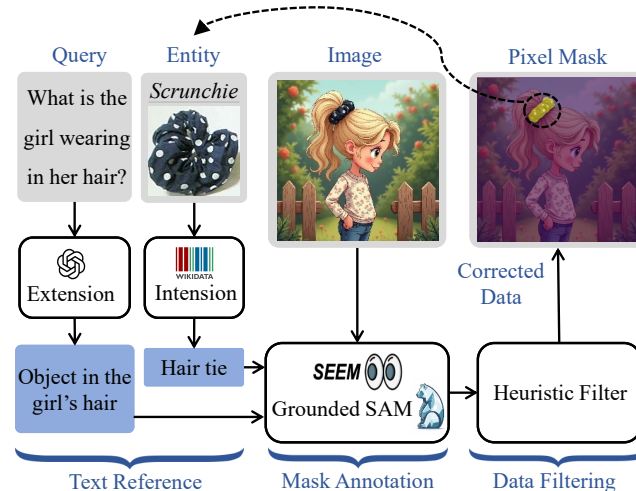 Query
Entity
Image
Pixel Mask
What is the
girl wearing
in her hair?
Scrunchie
Extension
WIKIDATA
Intension
Corrected
Data
Object in the
girl's hair
Hair tie
SEEM
Grounded SAM
Heuristic Filter
Text Reference
Mask Annotation
Data Filtering